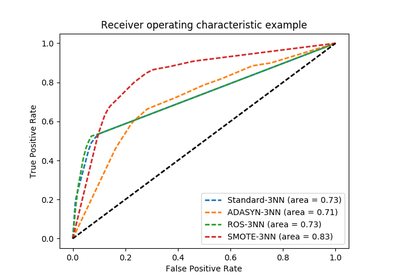 Receiver operating characteristic example
1.0
0.8
0.6
0.4
0.2
0.0
True Positive Rate
Standard-3NN (area = 0.73)
ADASYN-3NN (area = 0.71)
ROS-3NN (area = 0.73)
SMOTE-3NN (area = 0.83)
0.0 0.2 0.4 0.6 0.8 1.0
False Positive Rate